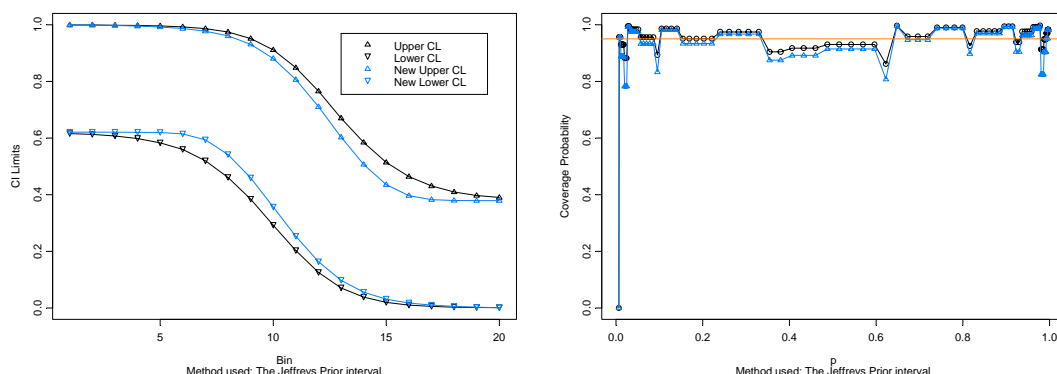 1.0
0.8
0.6
0.4
0.2
0.0
CI Limits
Upper CL
Lower CL
New Upper CL
New Lower CL
5
10
15
20
Bin
Method used: The Jeffreys Prior interval
1.0
0.8
0.6
0.4
0.2
0.0
Coverage Probability
0.0
0.2
0.4
0.6
0.8
1.0
p
Method used: The Jeffreys Prior interval